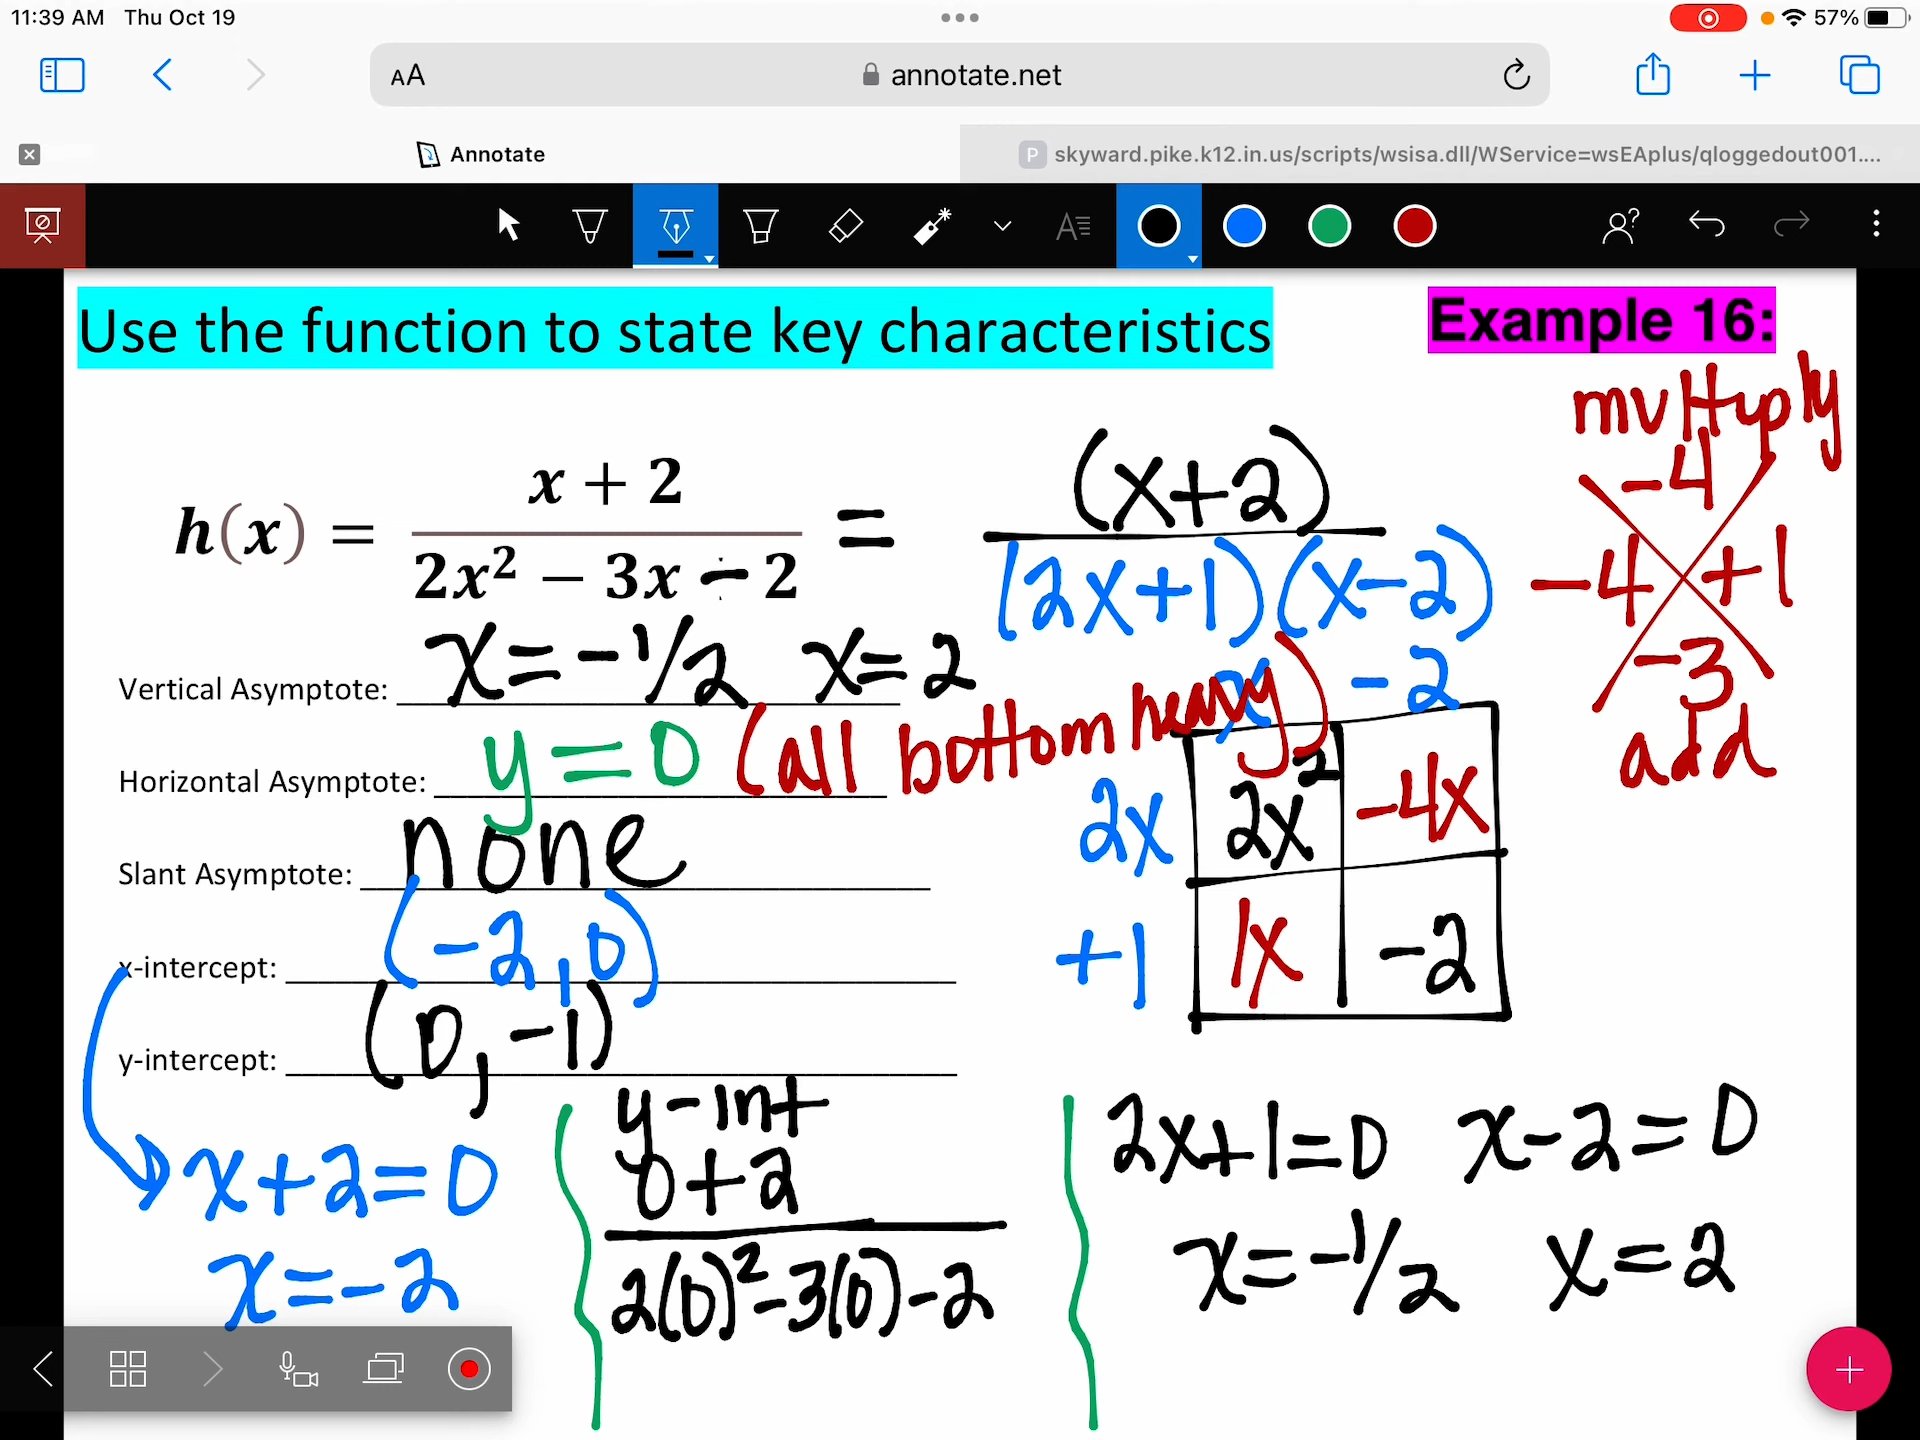 11:39 AM Thu Oct 19
57%
AA annotate.net
Annotate
P skyward.pike.k12.in.us/scripts/wsisa.dll/WService=wsEAplus/qloggedout001....
Use the function to state key characteristics
Example 16:
multiply
-4
-4 +1
-3
add
h(x) = (x + 2)/(2x² − 3x - 2) = (x+2)/((2x+1)(x-2))
Vertical Asymptote: x=-1/2 x=2
Horizontal Asymptote: y=0 (all bottom heavy)
Slant Asymptote: none
x-intercept: (-2,0)
y-intercept: (0,-1)
x -2
2x 2x² -4x
+1 1x -2
x+2=0
x=-2
y-int
0+2
2(0)²-3(0)-2
2x+1=0 x-2=0
x=-1/2 x=2